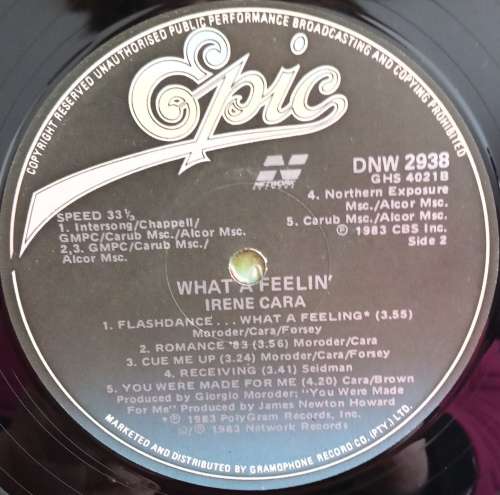 COPYRIGHT RESERVED UNAUTHORISED PUBLIC PERFORMANCE BROADCASTING AND COPYING PROHIBITED
Epic
N
NETWORK
DNW 2938
GHS 4021B
4. Northern Exposure
Msc./Alcor Msc.
5. Carub Msc./Alcor Msc.
℗ 1983 CBS Inc.
Side 2
SPEED 33⅓
1. Intersong/Chappell/
GMPC/Carub Msc./Alcor Msc.
2,3. GMPC/Carub Msc./
Alcor Msc.
WHAT A FEELIN'
IRENE CARA
1. FLASHDANCE . . . WHAT A FEELING* (3.55)
Moroder/Cara/Forsey
2. ROMANCE '83 (3.56) Moroder/Cara
3. CUE ME UP (3.24) Moroder/Cara/Forsey
4. RECEIVING (3.41) Seidman
5. YOU WERE MADE FOR ME (4.20) Cara/Brown
Produced by Giorgio Moroder; "You Were Made
For Me" Produced by James Newton Howard
*℗ 1983 PolyGram Records, Inc.
©/℗ 1983 Network Records
MARKETED AND DISTRIBUTED BY GRAMOPHONE RECORD CO. (PTY.) LTD.